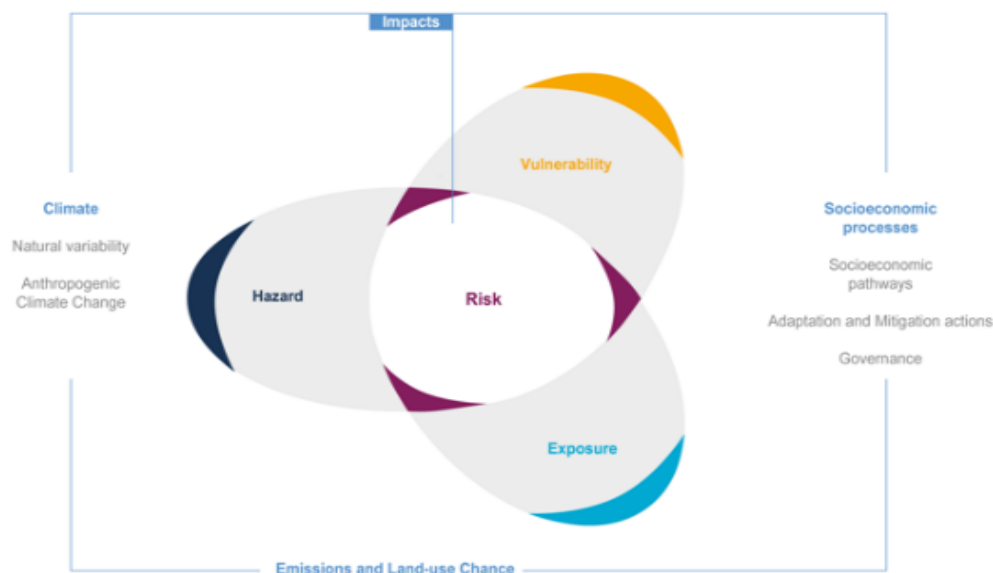 Impacts
Vulnerability
Climate
Natural variability
Anthropogenic
Climate Change
Hazard
Risk
Socioeconomic
processes
Socioeconomic
pathways
Adaptation and Mitigation actions
Governance
Exposure
Emissions and Land-use Chance